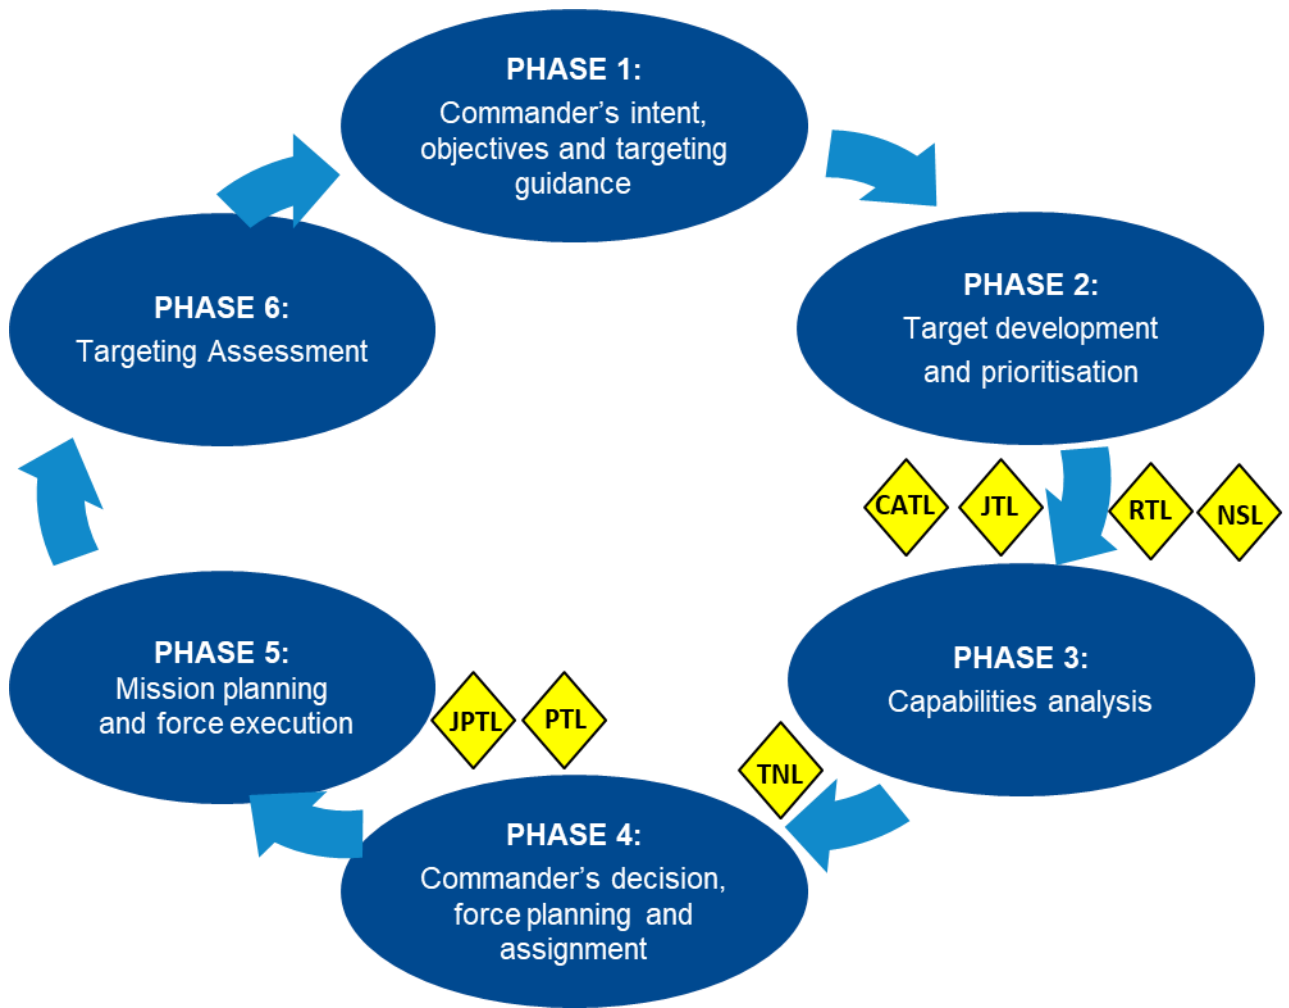 PHASE 1:
Commander’s intent,
objectives and targeting
guidance
PHASE 2:
Target development
and prioritisation
CATL
JTL
RTL
NSL
PHASE 3:
Capabilities analysis
TNL
PHASE 4:
Commander’s decision,
force planning and
assignment
JPTL
PTL
PHASE 5:
Mission planning
and force execution
PHASE 6:
Targeting Assessment